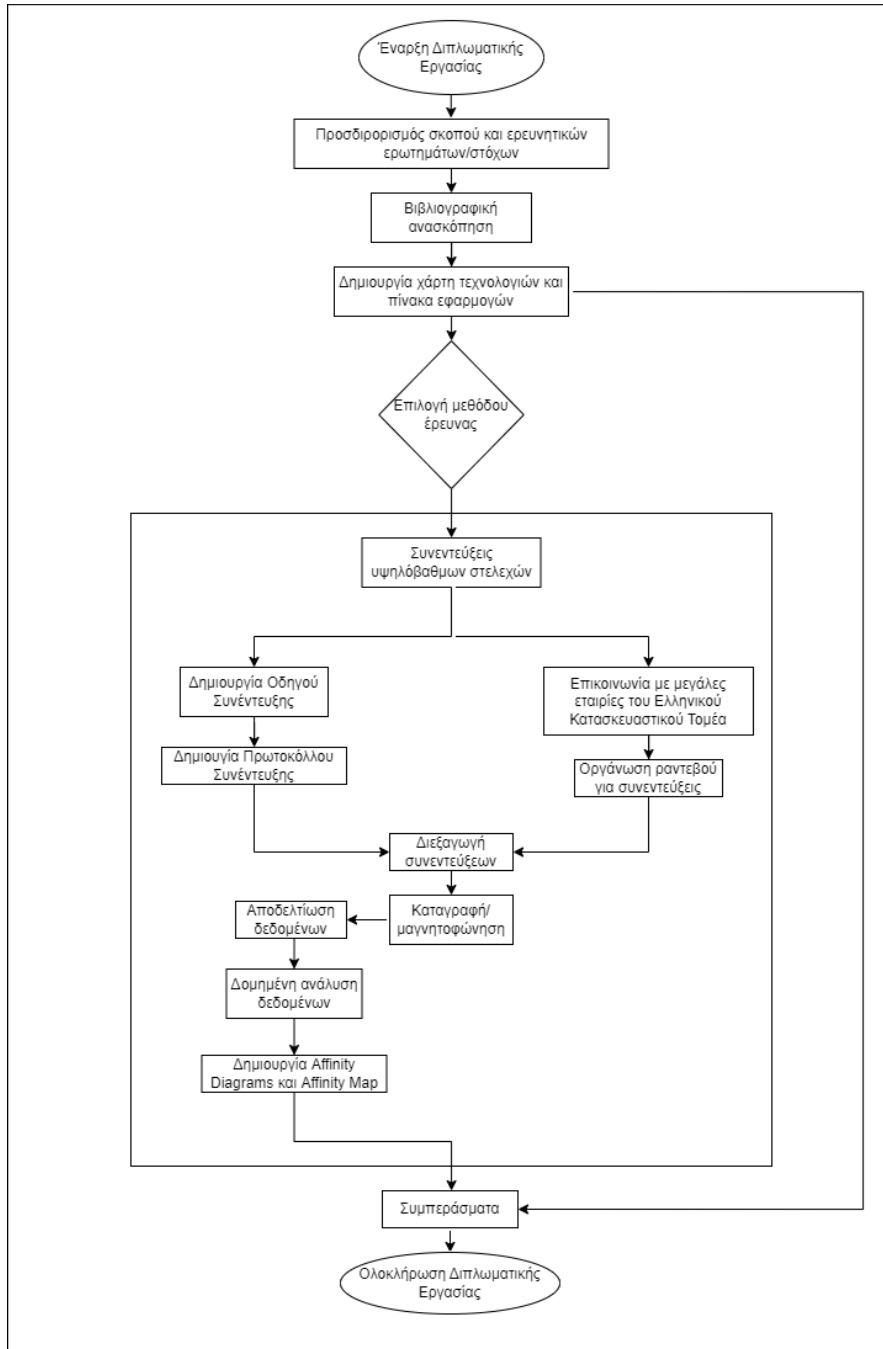 Έναρξη Διπλωματικής
Εργασίας
Προσδιρορισμός σκοπού και ερευνητικών
ερωτημάτων/στόχων
Βιβλιογραφική
ανασκόπηση
Δημιουργία χάρτη τεχνολογιών και
πίνακα εφαρμογών
Επιλογή μεθόδου
έρευνας
Συνεντεύξεις
υψηλόβαθμων στελεχών
Δημιουργία Οδηγού
Συνέντευξης
Επικοινωνία με μεγάλες
εταιρίες του Ελληνικού
Κατασκευαστικού Τομέα
Δημιουγία Πρωτοκόλλου
Συνέντευξης
Οργάνωση ραντεβού
για συνεντεύξεις
Διεξαγωγή
συνεντεύξεων
Καταγραφή/
μαγνητοφώνηση
Αποδελτίωση
δεδομένων
Δομημένη ανάλυση
δεδομένων
Δημιουργία Affinity
Diagrams και Affinity Map
Συμπεράσματα
Ολοκλήρωση Διπλωματικής
Εργασίας